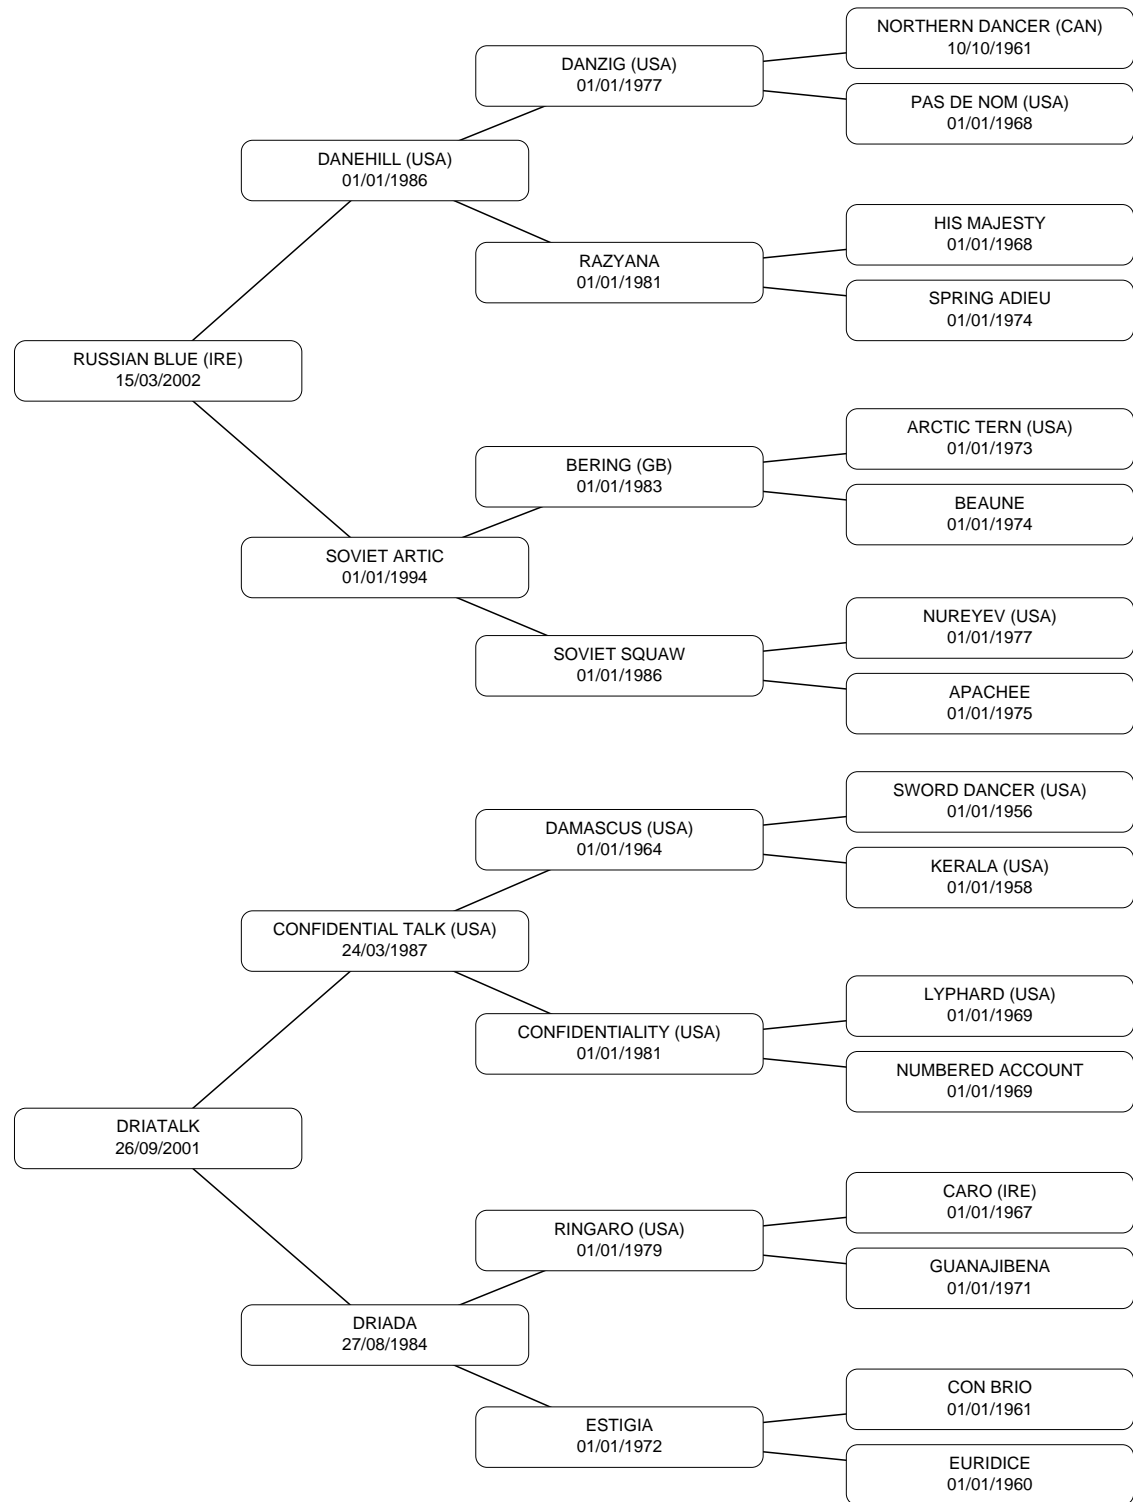 NORTHERN DANCER (CAN)
10/10/1961
DANZIG (USA)
01/01/1977
PAS DE NOM (USA)
01/01/1968
DANEHILL (USA)
01/01/1986
HIS MAJESTY
01/01/1968
RAZYANA
01/01/1981
SPRING ADIEU
01/01/1974
RUSSIAN BLUE (IRE)
15/03/2002
ARCTIC TERN (USA)
01/01/1973
BERING (GB)
01/01/1983
BEAUNE
01/01/1974
SOVIET ARTIC
01/01/1994
NUREYEV (USA)
01/01/1977
SOVIET SQUAW
01/01/1986
APACHEE
01/01/1975
SWORD DANCER (USA)
01/01/1956
DAMASCUS (USA)
01/01/1964
KERALA (USA)
01/01/1958
CONFIDENTIAL TALK (USA)
24/03/1987
LYPHARD (USA)
01/01/1969
CONFIDENTIALITY (USA)
01/01/1981
NUMBERED ACCOUNT
01/01/1969
DRIATALK
26/09/2001
CARO (IRE)
01/01/1967
RINGARO (USA)
01/01/1979
GUANAJIBENA
01/01/1971
DRIADA
27/08/1984
CON BRIO
01/01/1961
ESTIGIA
01/01/1972
EURIDICE
01/01/1960